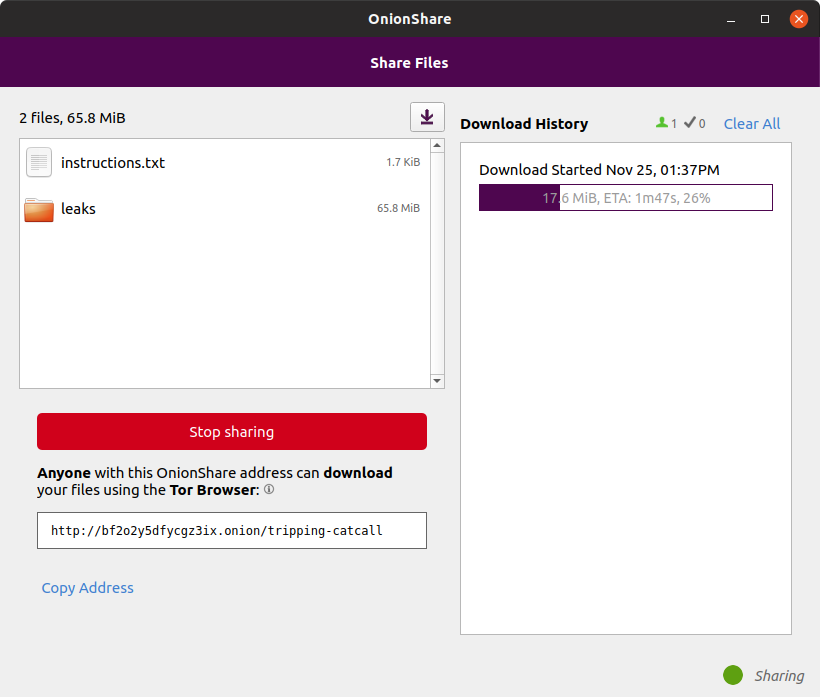 OnionShare
Share Files
2 files, 65.8 MiB
instructions.txt 1.7 KiB
leaks 65.8 MiB
Stop sharing
Anyone with this OnionShare address can download
your files using the Tor Browser:
http://bf2o2y5dfycgz3ix.onion/tripping-catcall
Copy Address
Download History 1 0 Clear All
Download Started Nov 25, 01:37PM
17.6 MiB, ETA: 1m47s, 26%
Sharing